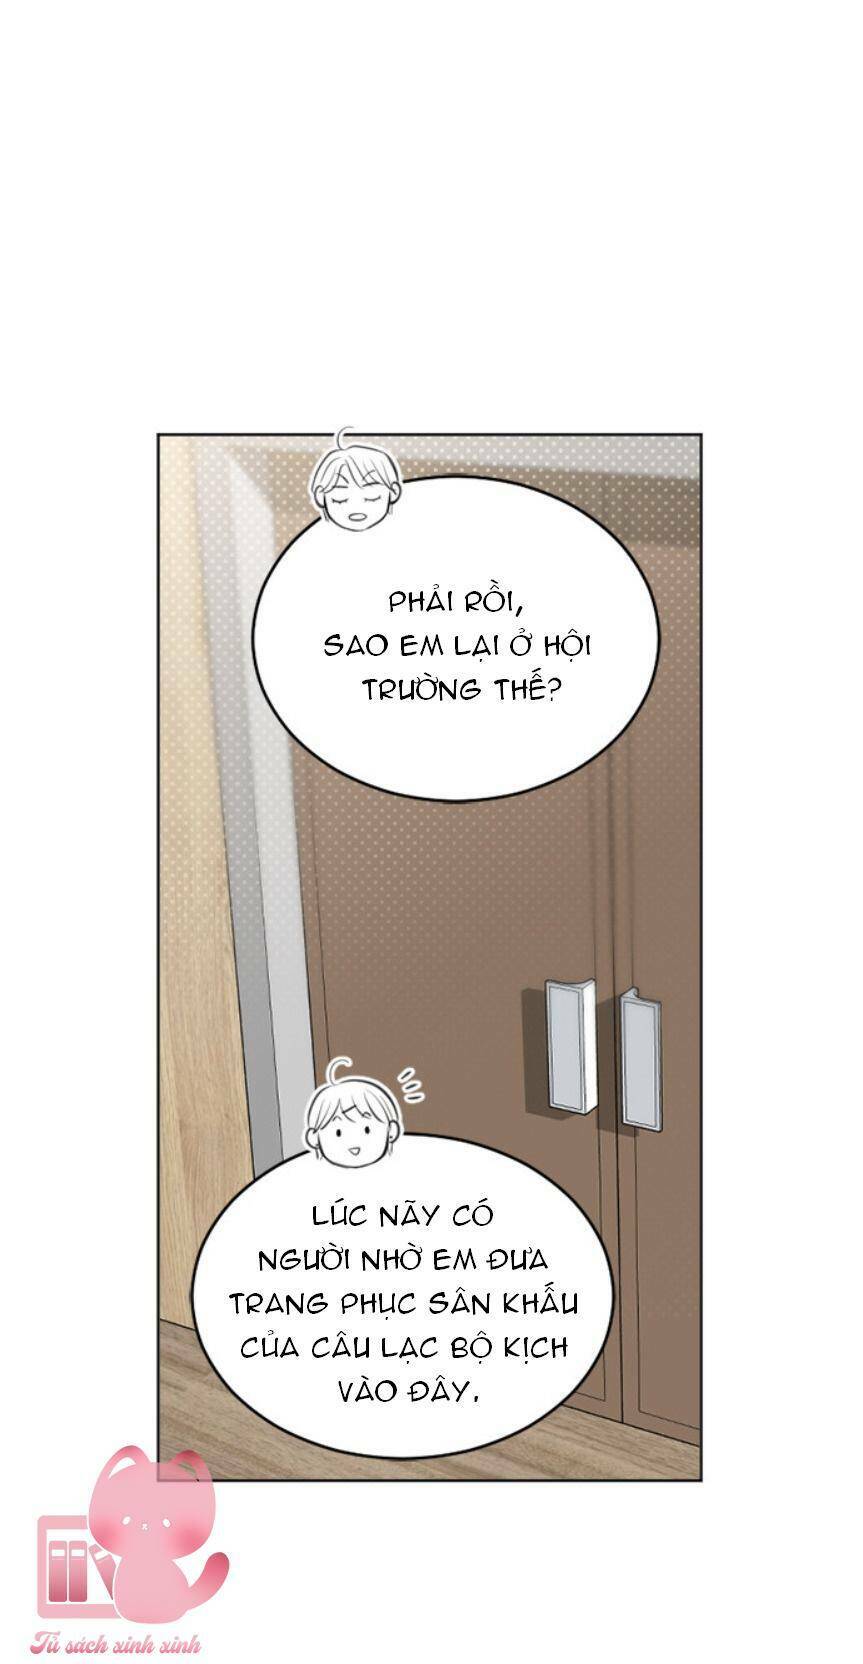 PHẢI RỒI,
SAO EM LẠI Ở HỘI
TRƯỜNG THẾ?
LÚC NÃY CÓ
NGƯỜI NHỜ EM ĐƯA
TRANG PHỤC SÂN KHẤU
CỦA CÂU LẠC BỘ KỊCH
VÀO ĐÂY.
Tủ sách xinh xinh